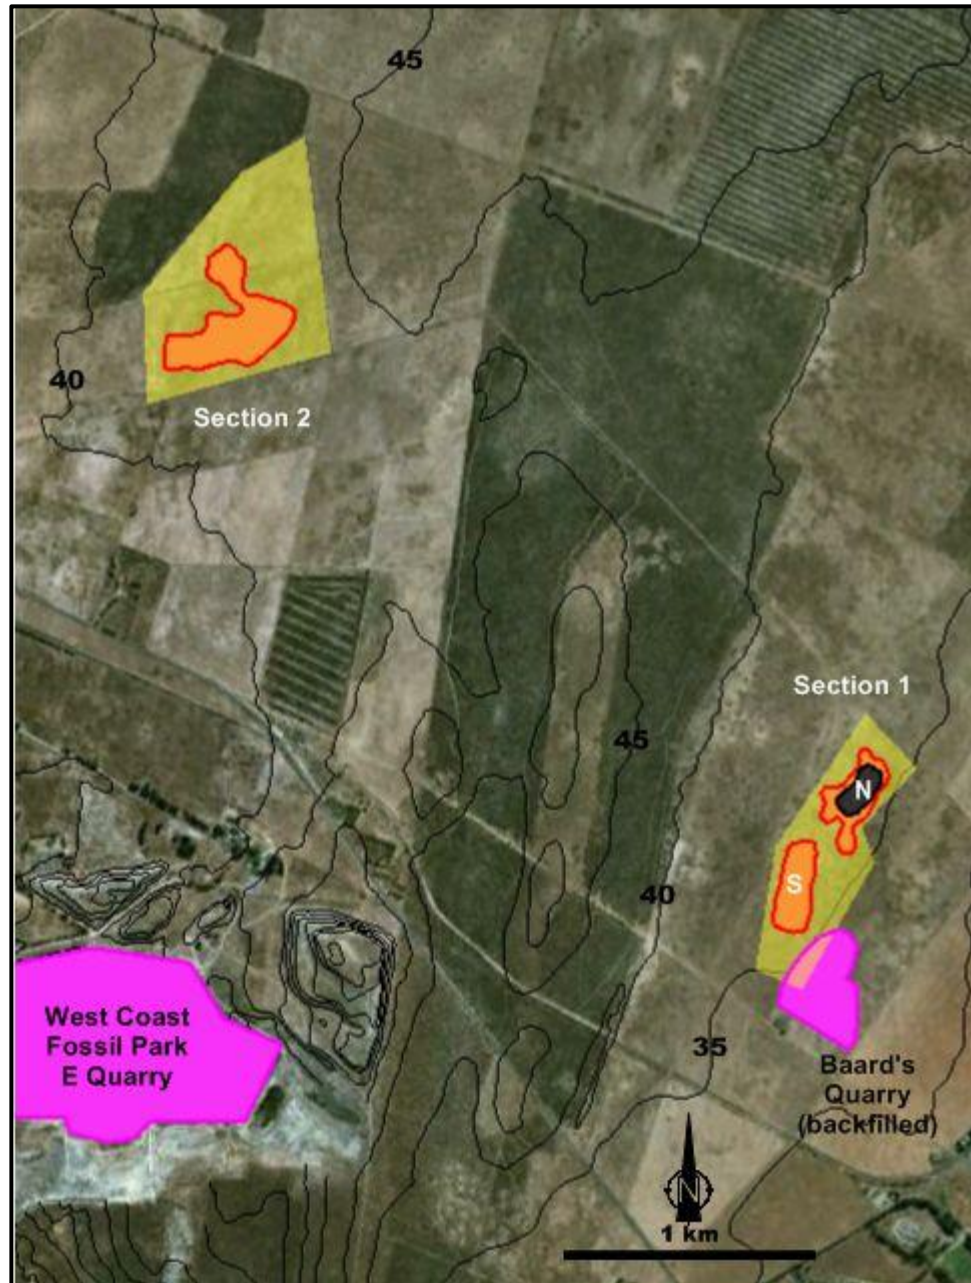 45
40
Section 2
Section 1
N
45
S
40
West Coast
Fossil Park
E Quarry
35
Baard's
Quarry
(backfilled)
N
1 km